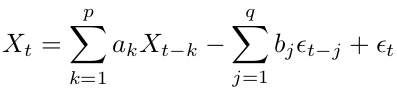 X_t = \sum_{k=1}^{p} a_k X_{t-k} - \sum_{j=1}^{q} b_j \epsilon_{t-j} + \epsilon_t